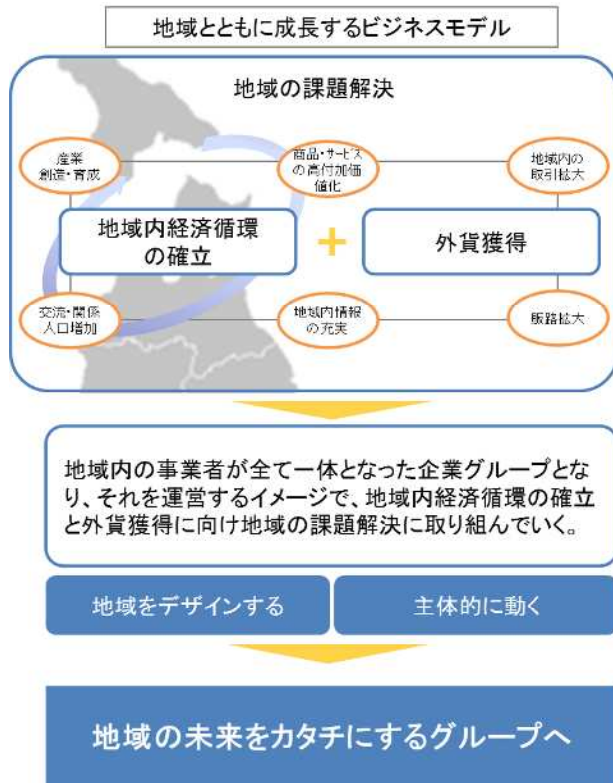 地域とともに成長するビジネスモデル
地域の課題解決
産業
創造・育成
商品・サービス
の高付加価
値化
地域内の
取引拡大
地域内経済循環
の確立
+
外貨獲得
交流・関係
人口増加
地域内情報
の充実
販路拡大
地域内の事業者が全て一体となった企業グループとな
り、それを運営するイメージで、地域内経済循環の確立
と外貨獲得に向け地域の課題解決に取り組んでいく。
地域をデザインする
主体的に動く
地域の未来をカタチにするグループへ